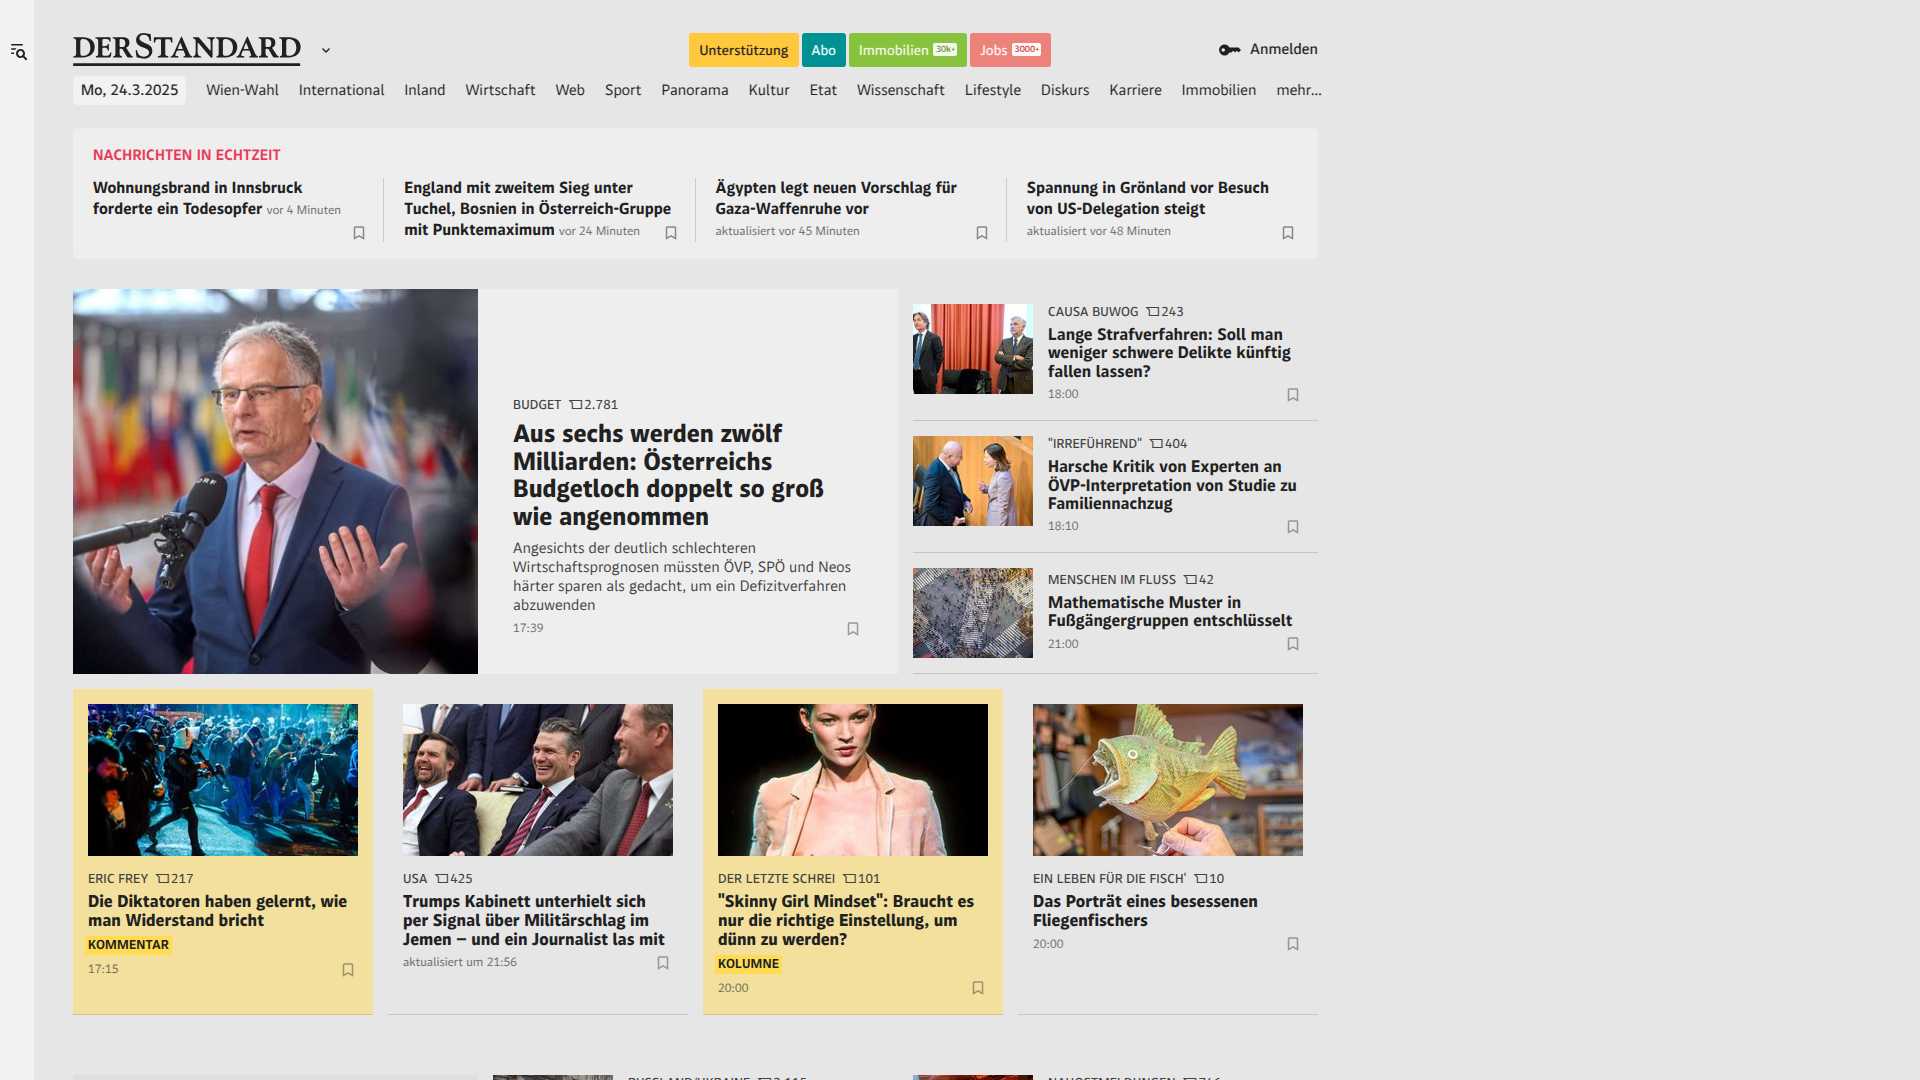 DERSTANDARD
Unterstützung
Abo
Immobilien 30k+
Jobs 3000+
Anmelden
Mo, 24.3.2025
Wien-Wahl
International
Inland
Wirtschaft
Web
Sport
Panorama
Kultur
Etat
Wissenschaft
Lifestyle
Diskurs
Karriere
Immobilien
mehr...
NACHRICHTEN IN ECHTZEIT
Wohnungsbrand in Innsbruck
forderte ein Todesopfer vor 4 Minuten
England mit zweitem Sieg unter
Tuchel, Bosnien in Österreich-Gruppe
mit Punktemaximum vor 24 Minuten
Ägypten legt neuen Vorschlag für
Gaza-Waffenruhe vor
aktualisiert vor 45 Minuten
Spannung in Grönland vor Besuch
von US-Delegation steigt
aktualisiert vor 48 Minuten
ORF
BUDGET 2.781
Aus sechs werden zwölf
Milliarden: Österreichs
Budgetloch doppelt so groß
wie angenommen
Angesichts der deutlich schlechteren
Wirtschaftsprognosen müssten ÖVP, SPÖ und Neos
härter sparen als gedacht, um ein Defizitverfahren
abzuwenden
17:39
CAUSA BUWOG 243
Lange Strafverfahren: Soll man
weniger schwere Delikte künftig
fallen lassen?
18:00
"IRREFÜHREND" 404
Harsche Kritik von Experten an
ÖVP-Interpretation von Studie zu
Familiennachzug
18:10
MENSCHEN IM FLUSS 42
Mathematische Muster in
Fußgängergruppen entschlüsselt
21:00
ERIC FREY 217
Die Diktatoren haben gelernt, wie
man Widerstand bricht
KOMMENTAR
17:15
USA 425
Trumps Kabinett unterhielt sich
per Signal über Militärschlag im
Jemen – und ein Journalist las mit
aktualisiert um 21:56
DER LETZTE SCHREI 101
"Skinny Girl Mindset": Braucht es
nur die richtige Einstellung, um
dünn zu werden?
KOLUMNE
20:00
EIN LEBEN FÜR DIE FISCH' 10
Das Porträt eines besessenen
Fliegenfischers
20:00